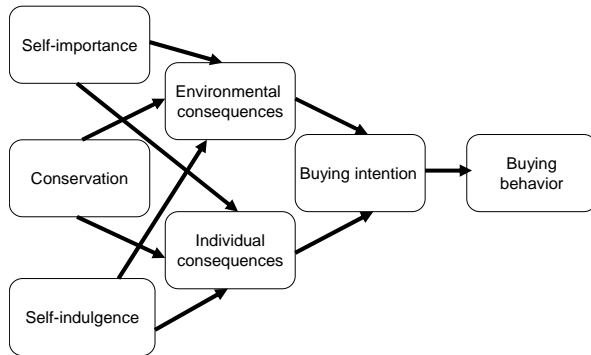 Self-importance
Environmental
consequences
Conservation
Buying intention
Buying
behavior
Individual
consequences
Self-indulgence